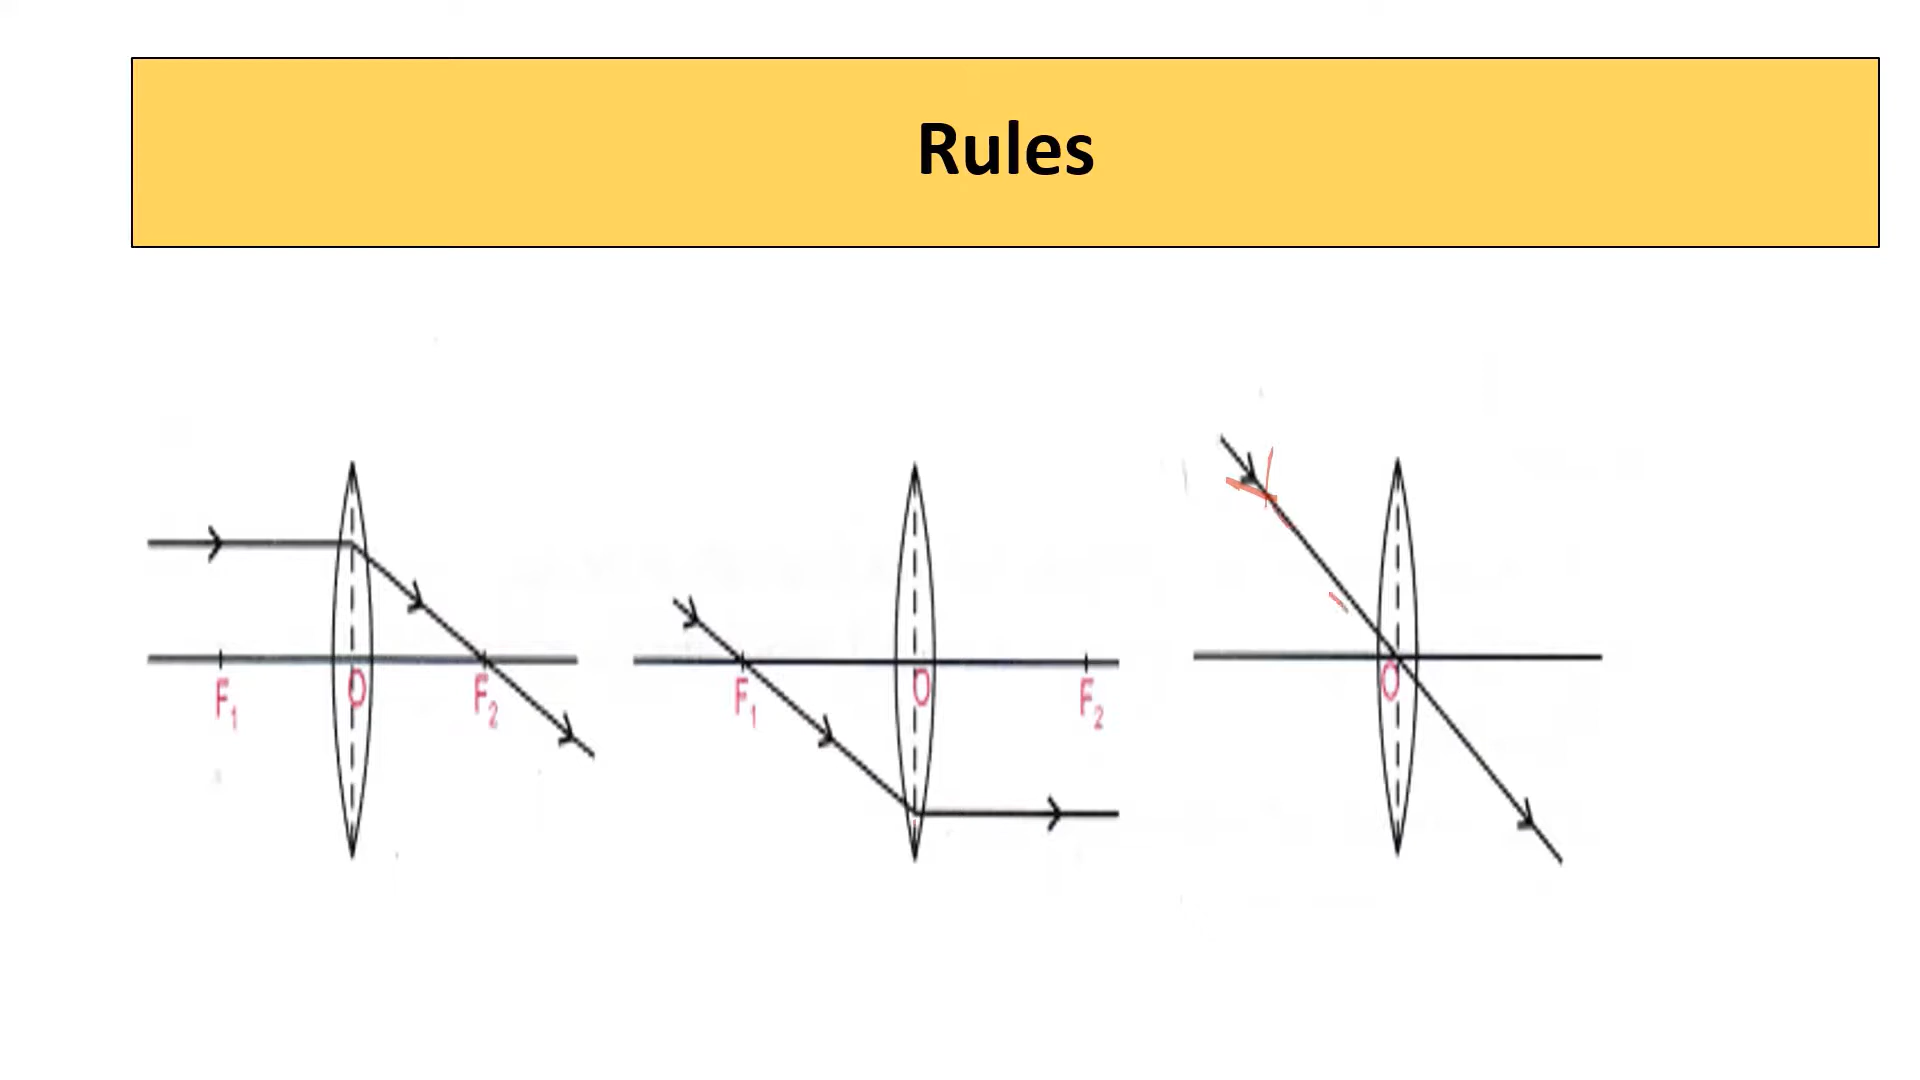 Rules
F₁ O F₂
F₁ O F₂
O